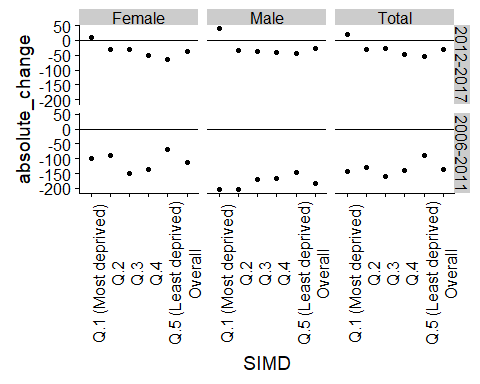 Female Male Total
absolute_change
50
0
-50
-100
-150
-200
2012-2017
50
0
-50
-100
-150
-200
2006-2011
Q.1 (Most deprived)
Q.2
Q.3
Q.4
Q.5 (Least deprived)
Overall
Q.1 (Most deprived)
Q.2
Q.3
Q.4
Q.5 (Least deprived)
Overall
Q.1 (Most deprived)
Q.2
Q.3
Q.4
Q.5 (Least deprived)
Overall
SIMD